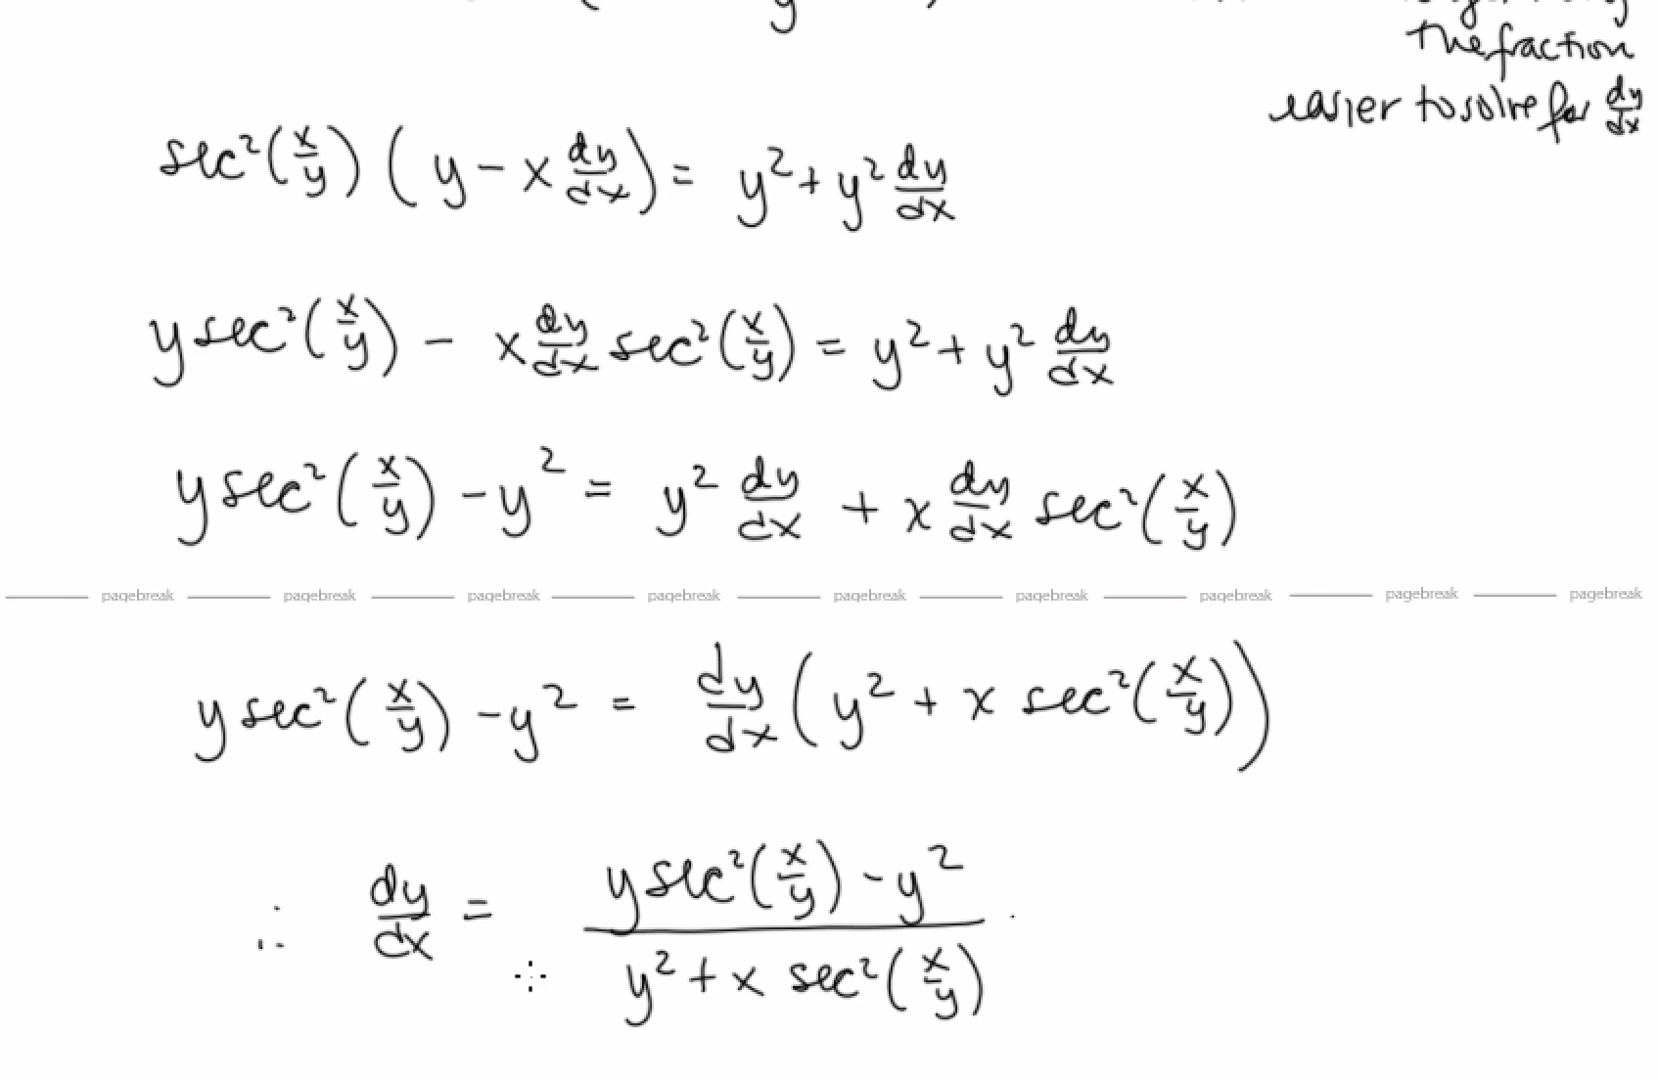 y
the fraction
easier to solve for dy/dx
sec²(x/y) (y - x dy/dx) = y² + y² dy/dx
y sec²(x/y) - x dy/dx sec²(x/y) = y² + y² dy/dx
y sec²(x/y) - y² = y² dy/dx + x dy/dx sec²(x/y)
pagebreak pagebreak pagebreak pagebreak pagebreak pagebreak pagebreak pagebreak pagebreak
y sec²(x/y) - y² = dy/dx (y² + x sec²(x/y))
∴ dy/dx = (y sec²(x/y) - y²)/(y² + x sec²(x/y))